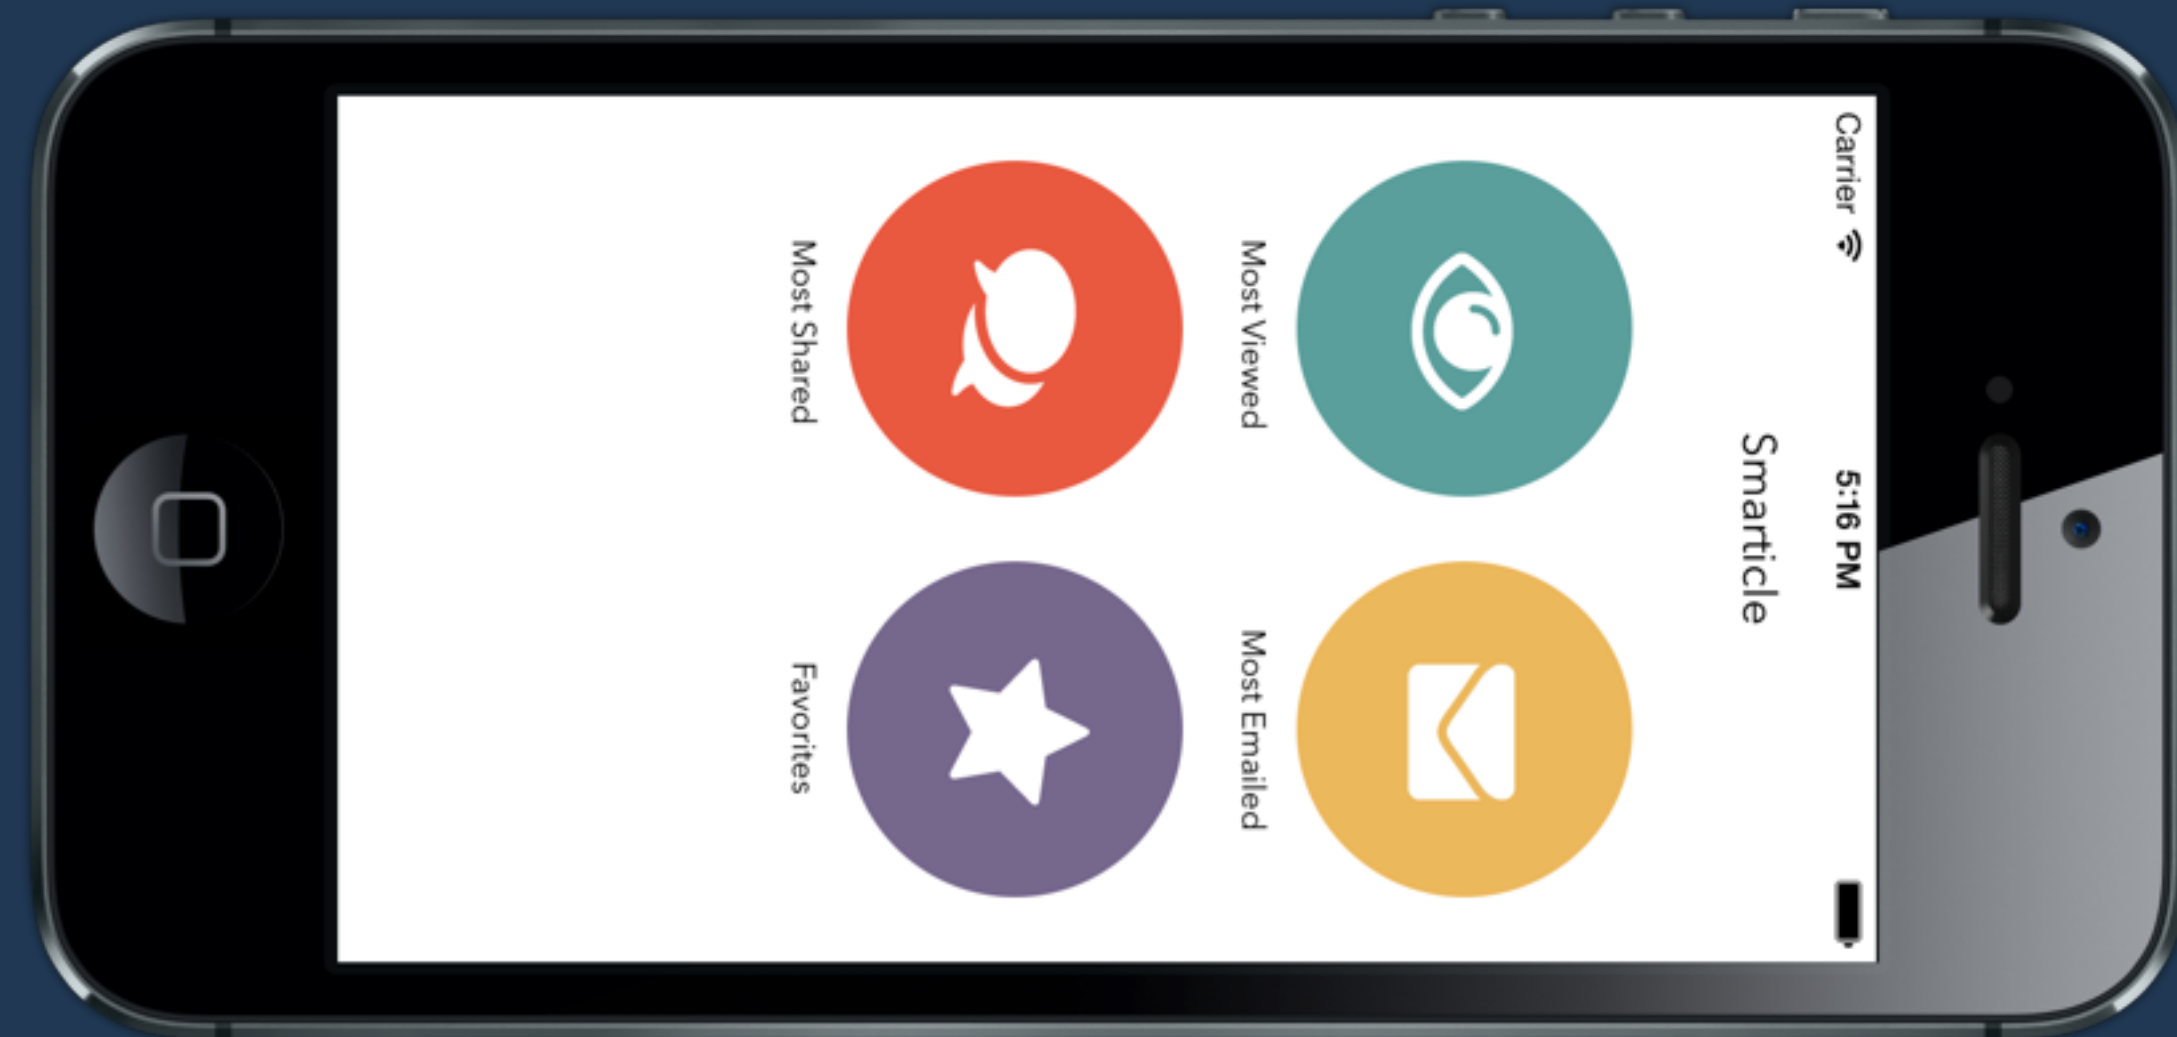 Carrier 5:16 PM
Smarticle
Most Viewed Most Emailed
Most Shared Favorites